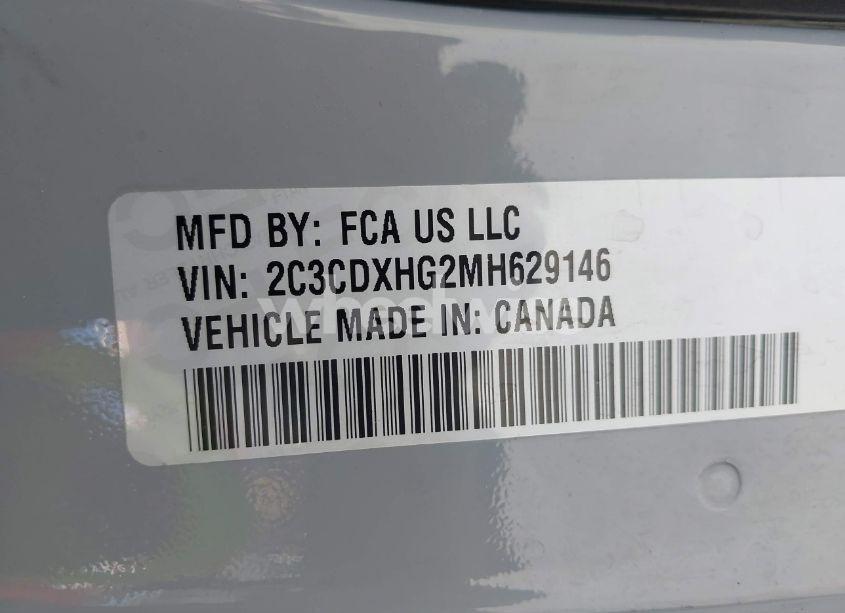 MFD BY: FCA US LLC
VIN: 2C3CDXHG2MH629146
VEHICLE MADE IN: CANADA